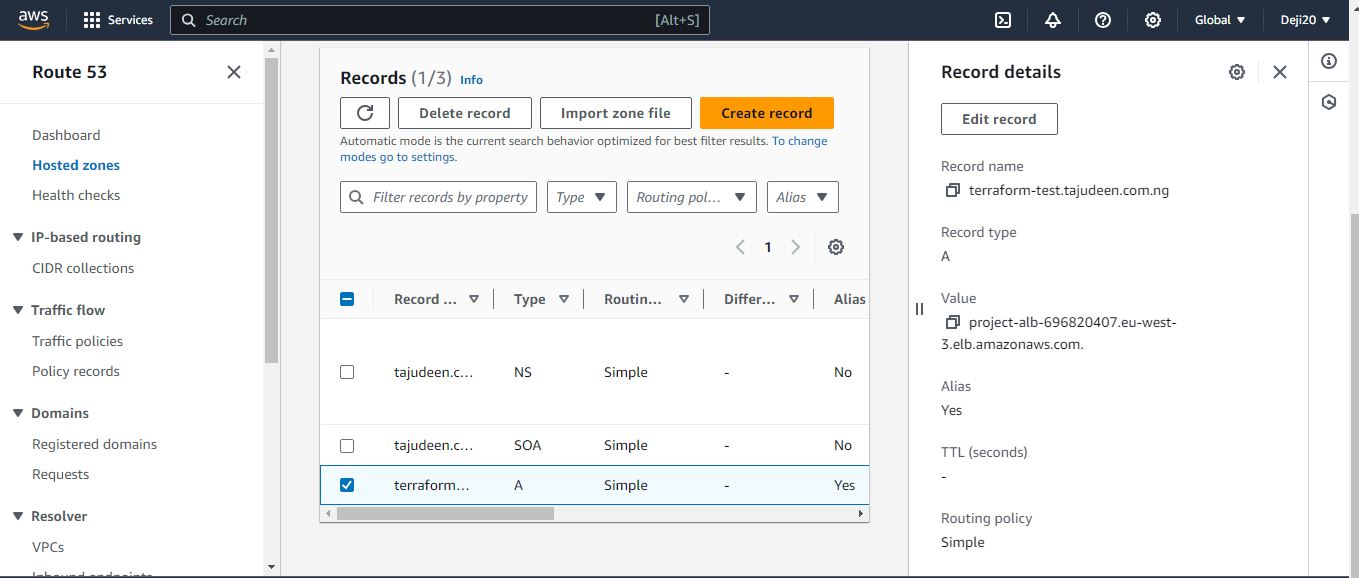 aws
Services
Search
[Alt+S]
Global
Deji20
Route 53
Dashboard
Hosted zones
Health checks
IP-based routing
CIDR collections
Traffic flow
Traffic policies
Policy records
Domains
Registered domains
Requests
Resolver
VPCs
Inbound endpoints
Records (1/3) Info
Delete record
Import zone file
Create record
Automatic mode is the current search behavior optimized for best filter results. To change
modes go to settings.
Filter records by property
Type
Routing pol...
Alias
1
Record ... Type Routin... Differ... Alias
tajudeen.c... NS Simple - No
tajudeen.c... SOA Simple - No
terraform... A Simple - Yes
Record details
Edit record
Record name
terraform-test.tajudeen.com.ng
Record type
A
Value
project-alb-696820407.eu-west-
3.elb.amazonaws.com.
Alias
Yes
TTL (seconds)
-
Routing policy
Simple